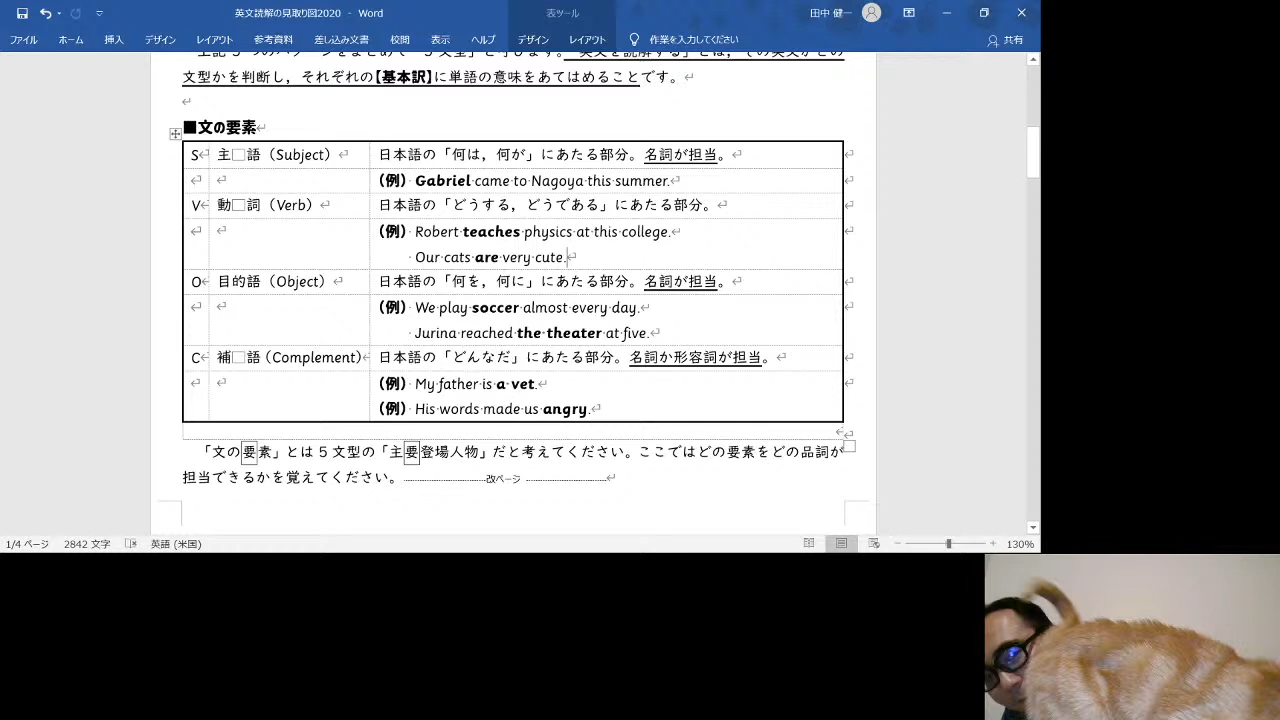 英文読解の見取り図2020 - Word
表ツール
田中 健一
ファイル ホーム 挿入 デザイン レイアウト 参考資料 差し込み文書 校閲 表示 ヘルプ デザイン レイアウト 作業を入力してください 共有
文型かを判断し，それぞれの【基本訳】に単語の意味をあてはめることです。
■文の要素
S 主□語（Subject） 日本語の「何は，何が」にあたる部分。名詞が担当。
（例） Gabriel came to Nagoya this summer.
V 動□詞（Verb） 日本語の「どうする，どうである」にあたる部分。
（例） Robert teaches physics at this college.
Our cats are very cute.
O 目的語（Object） 日本語の「何を，何に」にあたる部分。名詞が担当。
（例） We play soccer almost every day.
Jurina reached the theater at five.
C 補□語（Complement） 日本語の「どんなだ」にあたる部分。名詞か形容詞が担当。
（例） My father is a vet.
（例） His words made us angry.
「文の要素」とは 5 文型の「主要登場人物」だと考えてください。ここではどの要素をどの品詞が
担当できるかを覚えてください。 改ページ
1/4 ページ 2842 文字 英語 (米国) 130%